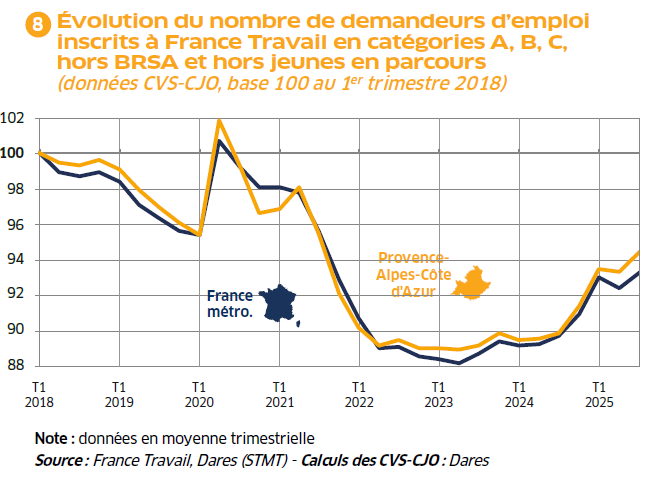 8 Évolution du nombre de demandeurs d'emploi
inscrits à France Travail en catégories A, B, C,
hors BRSA et hors jeunes en parcours
(données CVS-CJO, base 100 au 1er trimestre 2018)
102
100
98
96
94
92
90
88
Provence-
Alpes-Côte
d'Azur
France
métro.
T1 T1 T1 T1 T1 T1 T1 T1
2018 2019 2020 2021 2022 2023 2024 2025
Note : données en moyenne trimestrielle
Source : France Travail, Dares (STMT) - Calculs des CVS-CJO : Dares